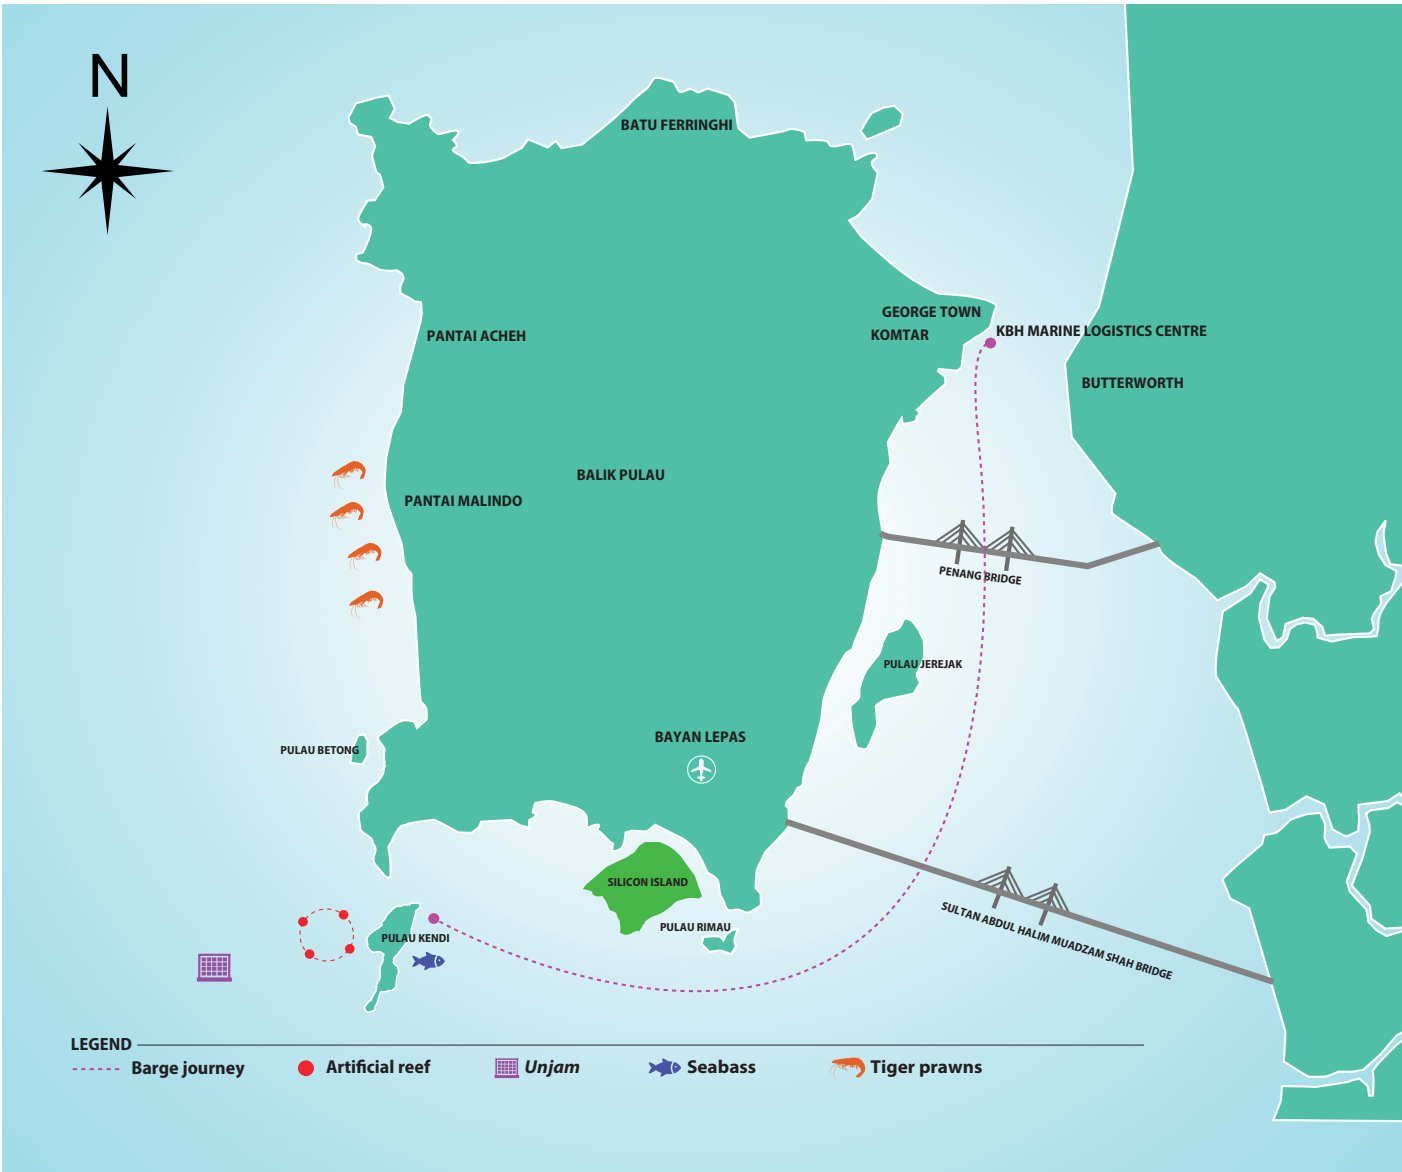 N
BATU FERRINGHI
GEORGE TOWN
KOMTAR
KBH MARINE LOGISTICS CENTRE
PANTAI ACHEH
BUTTERWORTH
BALIK PULAU
PANTAI MALINDO
PENANG BRIDGE
PULAU JEREJAK
BAYAN LEPAS
PULAU BETONG
SILICON ISLAND
PULAU RIMAU
PULAU KENDI
SULTAN ABDUL HALIM MUADZAM SHAH BRIDGE
LEGEND
Barge journey
Artificial reef
Unjam
Seabass
Tiger prawns